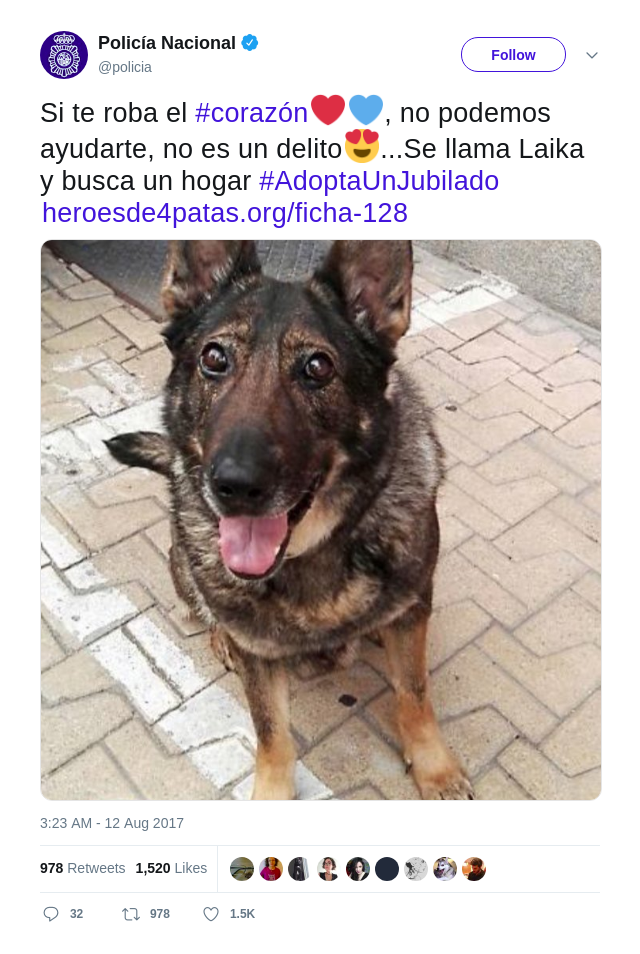 Policía Nacional
@policia
Follow
Si te roba el #corazón❤️💙, no podemos
ayudarte, no es un delito😍...Se llama Laika
y busca un hogar #AdoptaUnJubilado
heroesde4patas.org/ficha-128
3:23 AM - 12 Aug 2017
978 Retweets 1,520 Likes
32 978 1.5K